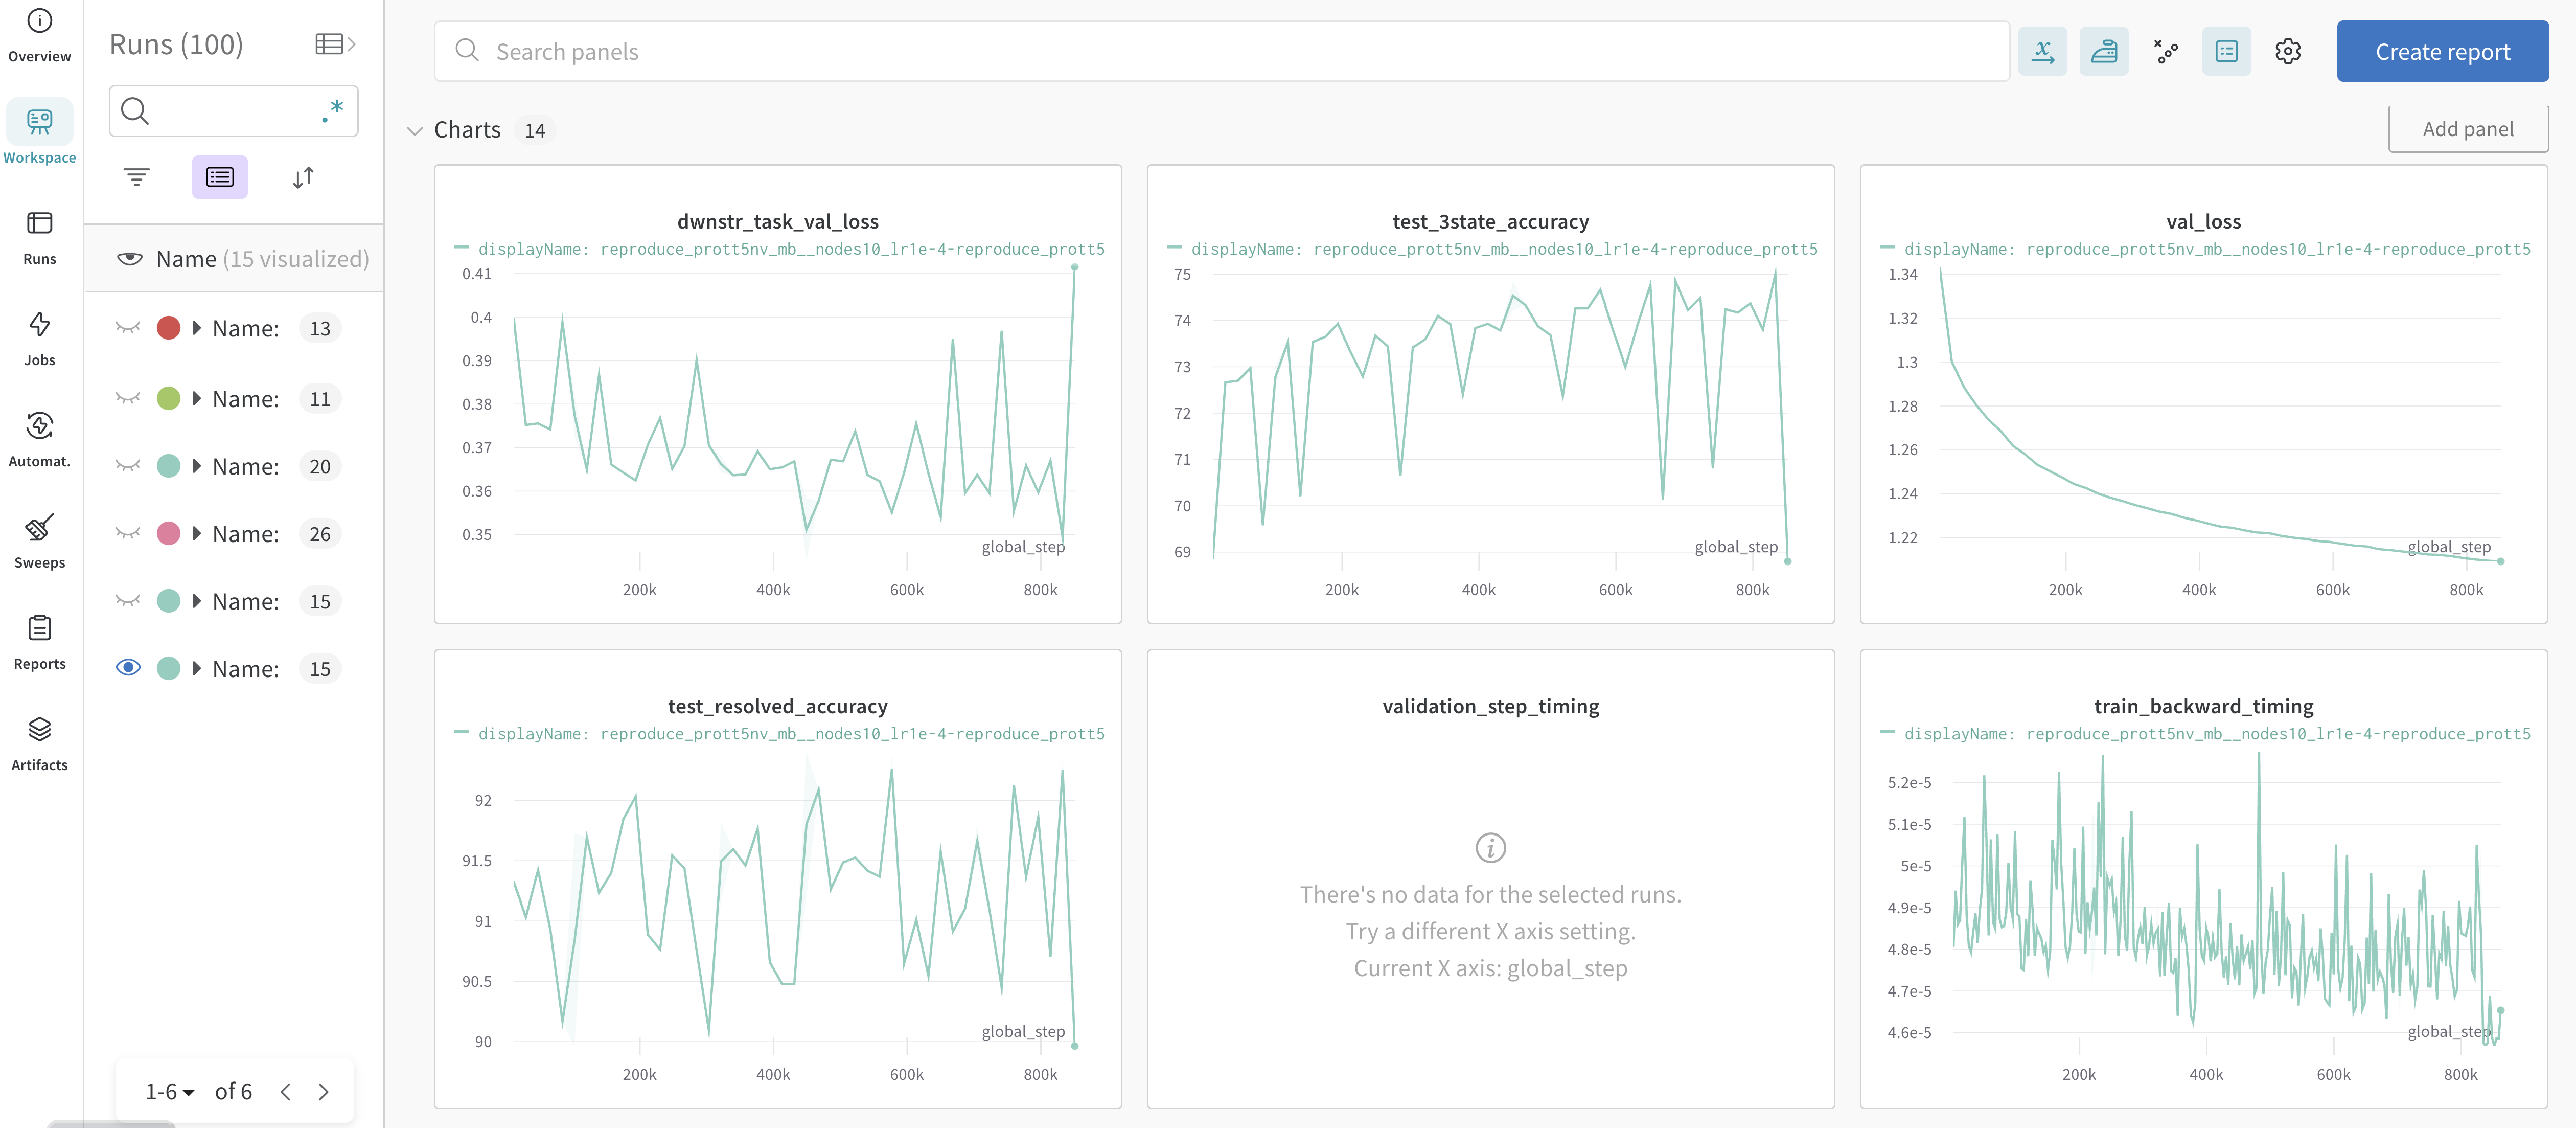 Overview
Workspace
Runs
Jobs
Automat.
Sweeps
Reports
Artifacts
Runs (100)
.*
Name (15 visualized)
Name: 13
Name: 11
Name: 20
Name: 26
Name: 15
Name: 15
1-6 of 6
Search panels
Create report
Charts 14
Add panel
dwnstr_task_val_loss
displayName: reproduce_prott5nv_mb__nodes10_lr1e-4-reproduce_prott5
0.41
0.4
0.39
0.38
0.37
0.36
0.35
global_step
200k 400k 600k 800k
test_3state_accuracy
displayName: reproduce_prott5nv_mb__nodes10_lr1e-4-reproduce_prott5
75
74
73
72
71
70
69
global_step
200k 400k 600k 800k
val_loss
displayName: reproduce_prott5nv_mb__nodes10_lr1e-4-reproduce_prott5
1.34
1.32
1.3
1.28
1.26
1.24
1.22
global_step
200k 400k 600k 800k
test_resolved_accuracy
displayName: reproduce_prott5nv_mb__nodes10_lr1e-4-reproduce_prott5
92
91.5
91
90.5
90
global_step
200k 400k 600k 800k
validation_step_timing
There's no data for the selected runs.
Try a different X axis setting.
Current X axis: global_step
train_backward_timing
displayName: reproduce_prott5nv_mb__nodes10_lr1e-4-reproduce_prott5
5.2e-5
5.1e-5
5e-5
4.9e-5
4.8e-5
4.7e-5
4.6e-5
global_step
200k 400k 600k 800k